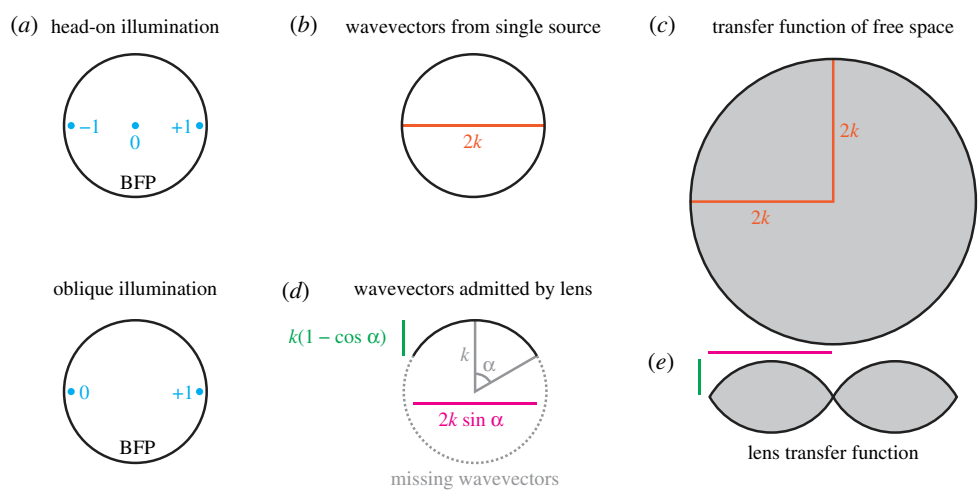 (a) head-on illumination
−1
0
+1
BFP
oblique illumination
0
+1
BFP
(b) wavevectors from single source
2k
(c) transfer function of free space
2k
2k
(d) wavevectors admitted by lens
k(1 − cos α)
k
α
2k sin α
missing wavevectors
(e)
lens transfer function